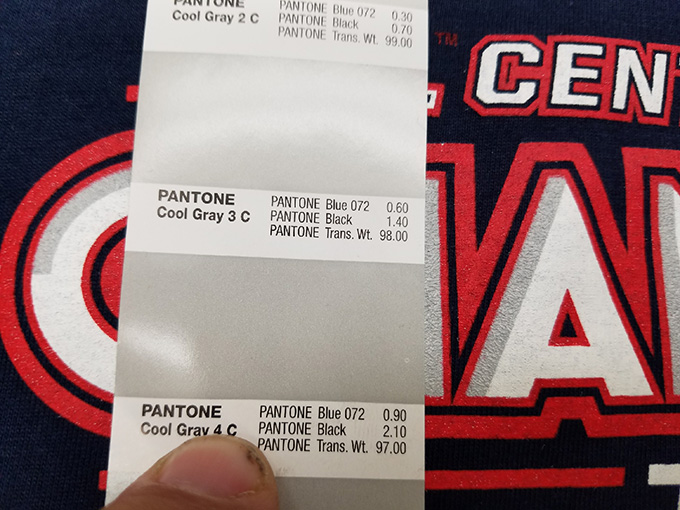 PANTONE
Cool Gray 2 C
PANTONE Blue 072 0.30
PANTONE Black 0.70
PANTONE Trans. Wt. 99.00
TM
CEN
PANTONE
Cool Gray 3 C
PANTONE Blue 072 0.60
PANTONE Black 1.40
PANTONE Trans. Wt. 98.00
HA
PANTONE
Cool Gray 4 C
PANTONE Blue 072 0.90
PANTONE Black 2.10
PANTONE Trans. Wt. 97.00